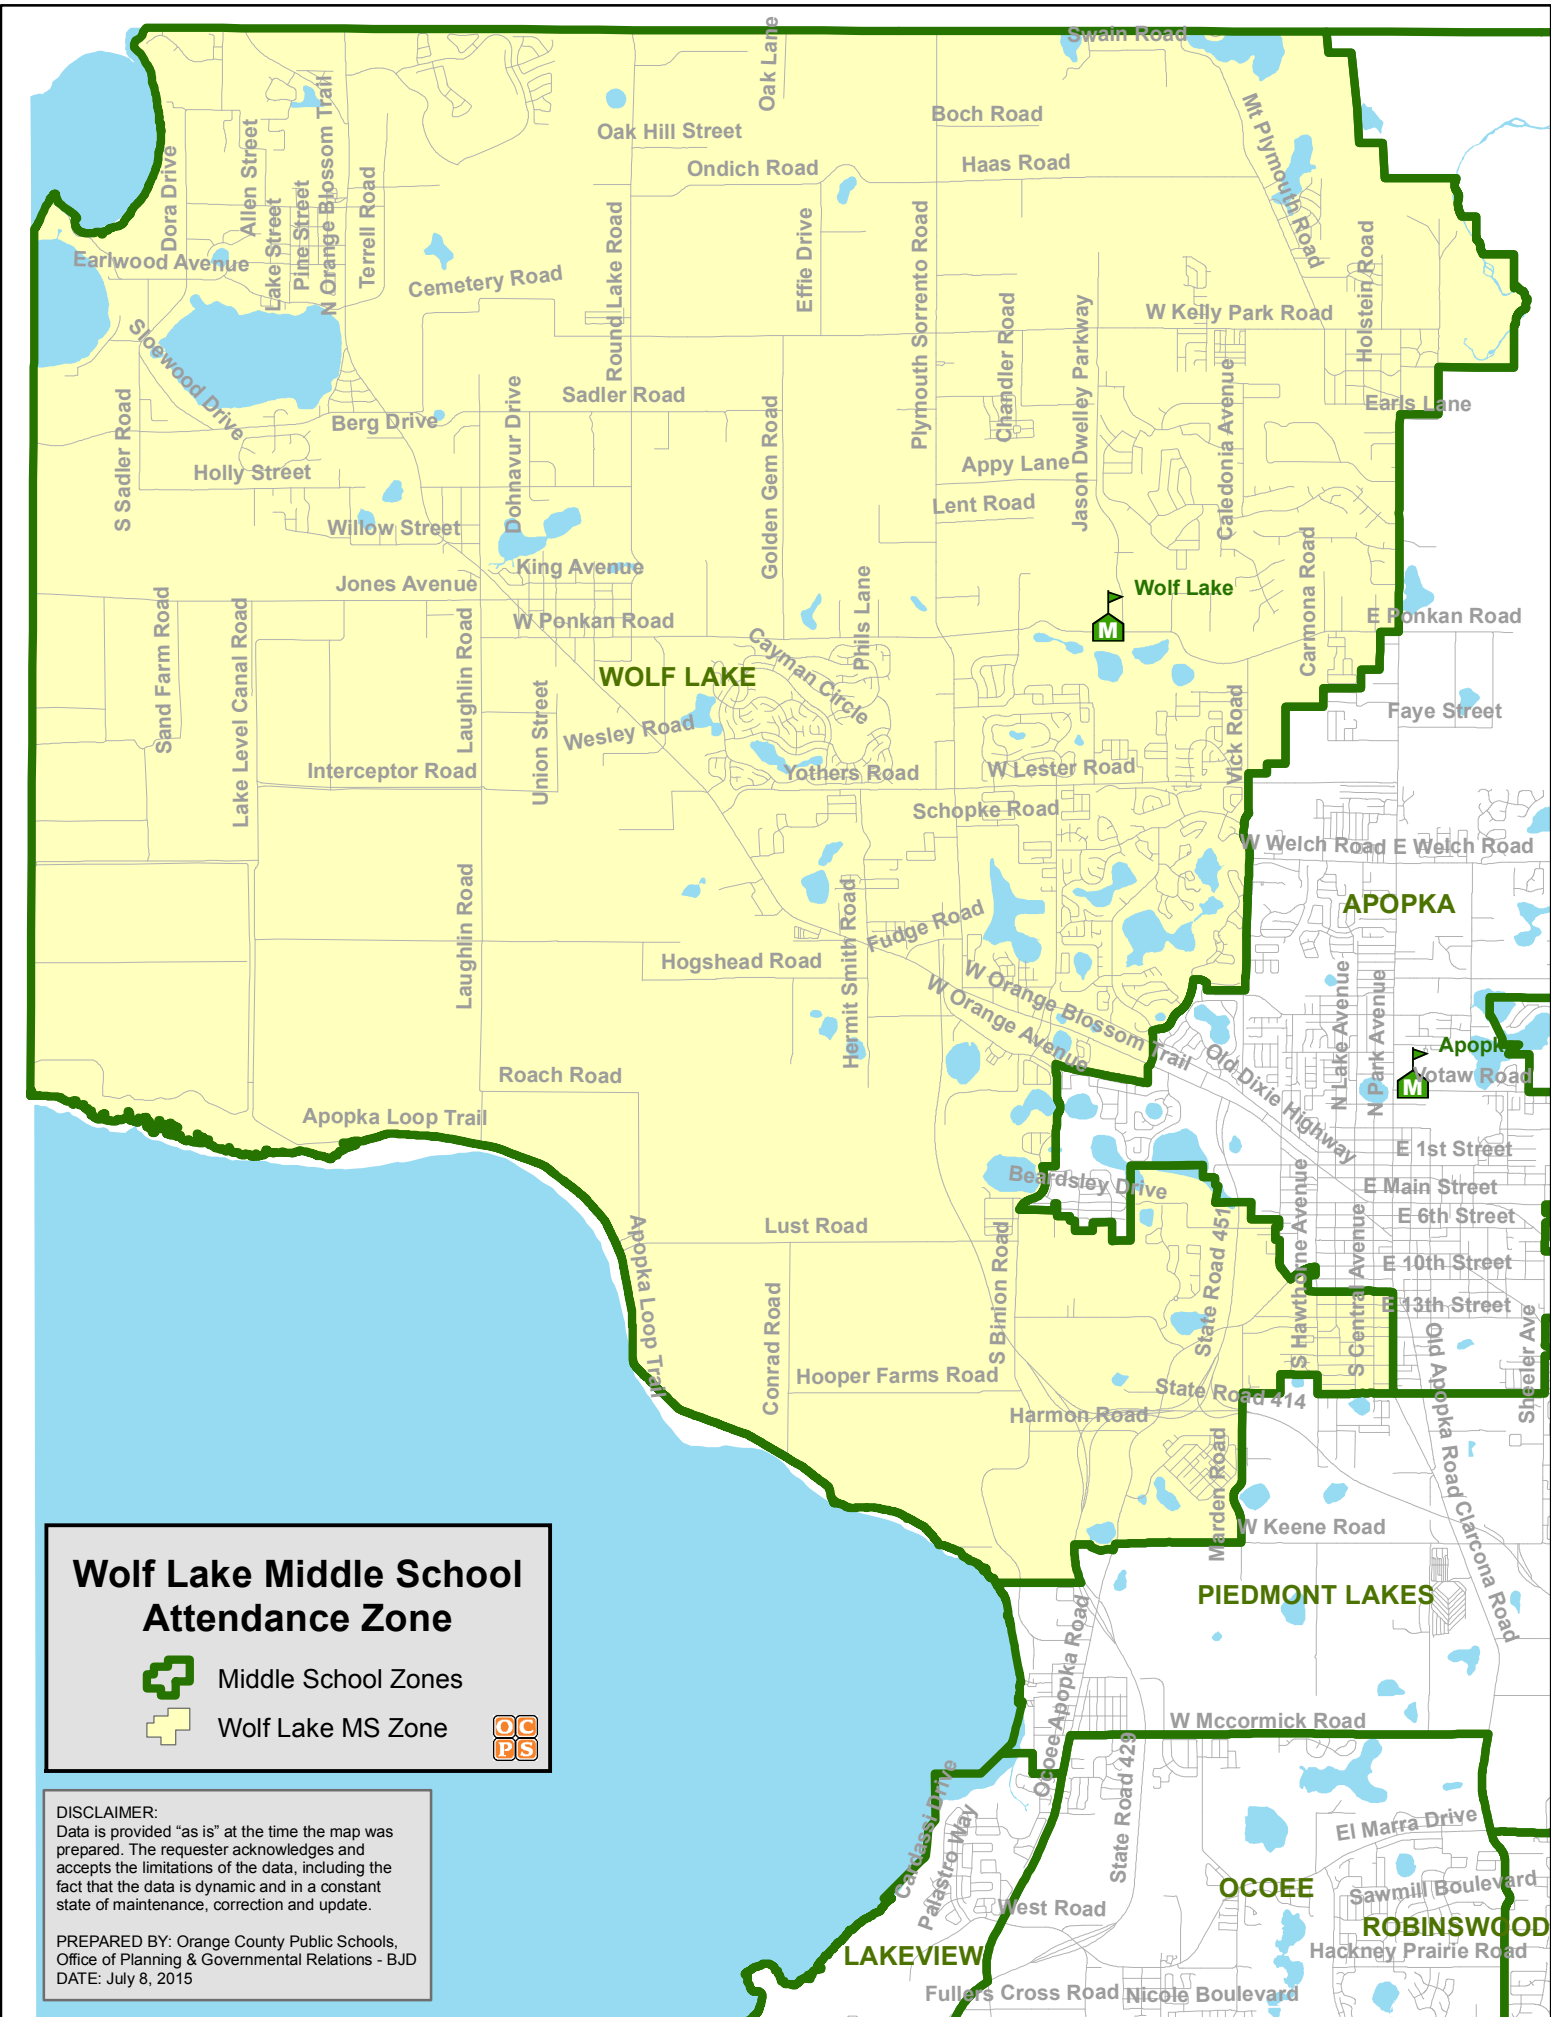 Swain Road
Oak Lane
Boch Road
Oak Hill Street
Mt Plymouth Road
N Orange Blossom Trail
Allen Street
Dora Drive
Ondich Road
Haas Road
Terrell Road
Pine Street
Lake Street
Earlwood Avenue
Cemetery Road
Round Lake Road
Effie Drive
Plymouth Sorrento Road
Holstein Road
W Kelly Park Road
Chandler Road
Jason Dwelley Parkway
Sloewood Drive
Sadler Road
Earls Lane
Berg Drive
S Sadler Road
Dohnavur Drive
Golden Gem Road
Caledonia Avenue
Holly Street
Appy Lane
Lent Road
Willow Street
King Avenue
Jones Avenue
Wolf Lake
M
Carmona Road
E Ponkan Road
W Ponkan Road
Phils Lane
Sand Farm Road
Lake Level Canal Road
Laughlin Road
WOLF LAKE
Cayman Circle
Union Street
Wesley Road
Faye Street
Vick Road
Interceptor Road
Yothers Road
W Lester Road
Schopke Road
W Welch Road
E Welch Road
APOPKA
Laughlin Road
Hermit Smith Road
Fudge Road
Hogshead Road
W Orange Blossom Trail
W Orange Avenue
N Lake Avenue
N Park Avenue
Old Dixie Highway
Apopka
M
Votaw Road
Roach Road
Apopka Loop Trail
E 1st Street
Beardsley Drive
E Main Street
E 6th Street
Lust Road
Apopka Loop Trail
S Binion Road
State Road 451
S Hawthorne Avenue
S Central Avenue
E 10th Street
E 13th Street
Conrad Road
Hooper Farms Road
State Road 414
Harmon Road
Old Apopka Road
Sheeler Ave
Marden Road
W Keene Road
Clarcona Road
PIEDMONT LAKES
Wolf Lake Middle School
Attendance Zone
Middle School Zones
Wolf Lake MS Zone
OC
PS
Ocoee Apopka Road
W Mccormick Road
State Road 429
Cardassi Drive
Palastro Way
El Marra Drive
OCOEE
Sawmill Boulevard
West Road
ROBINSWOOD
Hackney Prairie Road
LAKEVIEW
Fullers Cross Road
Nicole Boulevard
DISCLAIMER:
Data is provided “as is” at the time the map was
prepared. The requester acknowledges and
accepts the limitations of the data, including the
fact that the data is dynamic and in a constant
state of maintenance, correction and update.
PREPARED BY: Orange County Public Schools,
Office of Planning & Governmental Relations - BJD
DATE: July 8, 2015